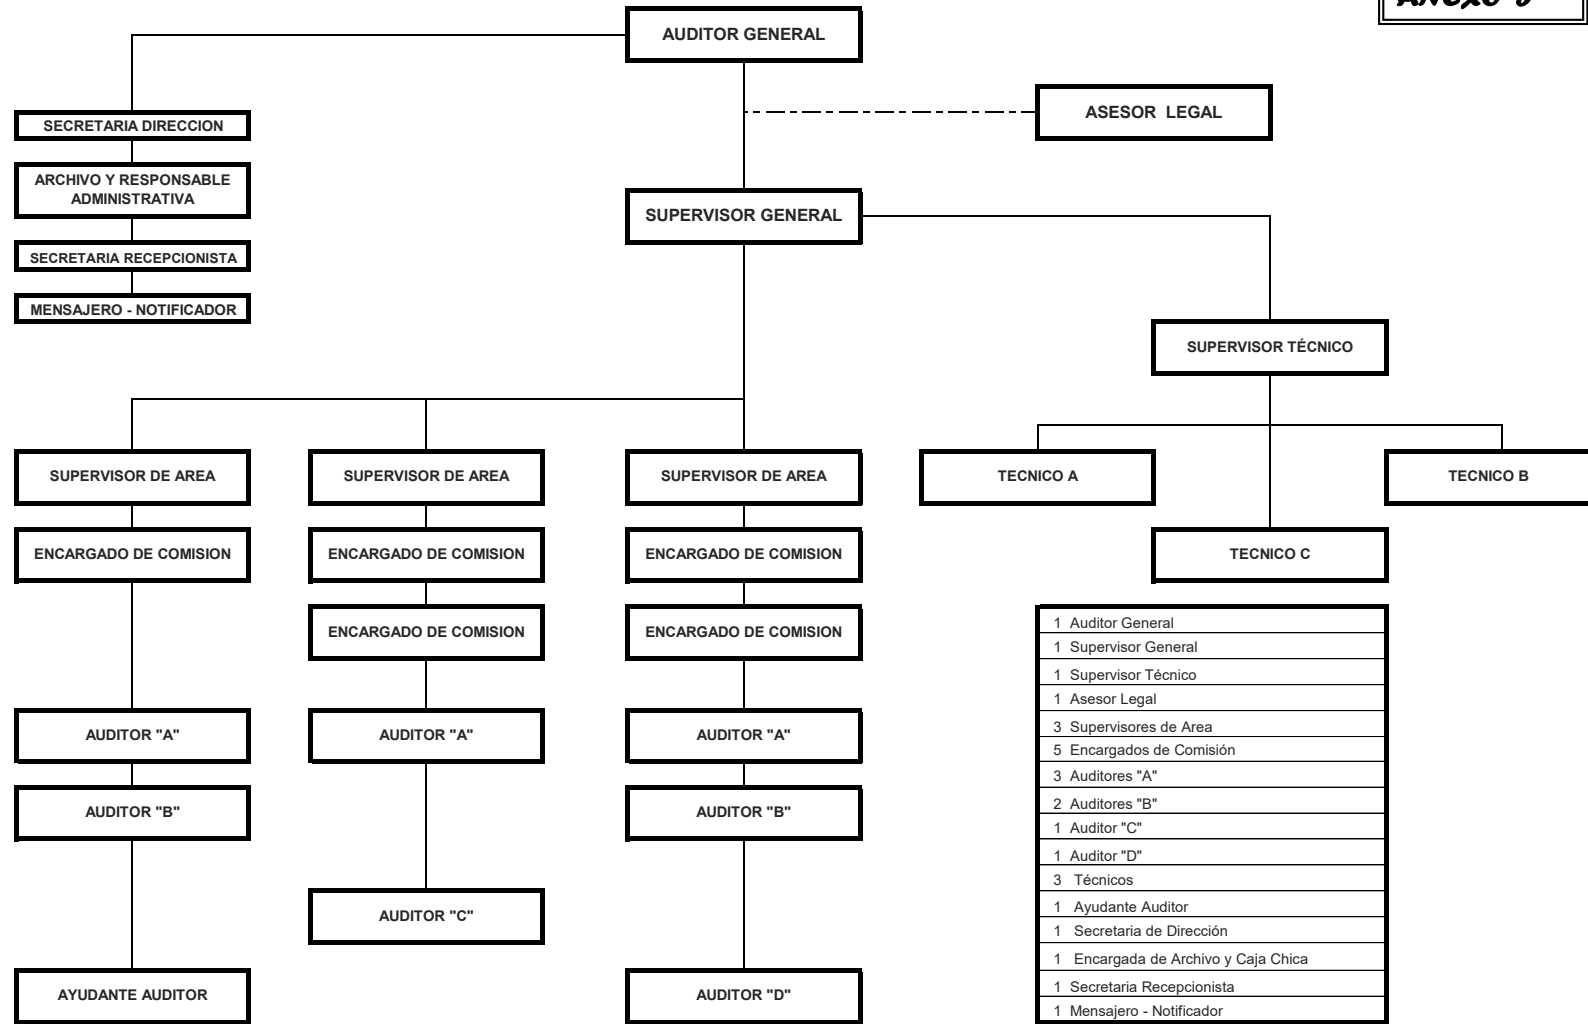 ANEXO
AUDITOR GENERAL
ASESOR LEGAL
SECRETARIA DIRECCION
ARCHIVO Y RESPONSABLE
ADMINISTRATIVA
SUPERVISOR GENERAL
SECRETARIA RECEPCIONISTA
MENSAJERO - NOTIFICADOR
SUPERVISOR TÉCNICO
SUPERVISOR DE AREA
SUPERVISOR DE AREA
SUPERVISOR DE AREA
TECNICO A
TECNICO B
ENCARGADO DE COMISION
ENCARGADO DE COMISION
ENCARGADO DE COMISION
TECNICO C
ENCARGADO DE COMISION
ENCARGADO DE COMISION
AUDITOR "A"
AUDITOR "A"
AUDITOR "A"
AUDITOR "B"
AUDITOR "B"
AUDITOR "C"
AYUDANTE AUDITOR
AUDITOR "D"
1 Auditor General
1 Supervisor General
1 Supervisor Técnico
1 Asesor Legal
3 Supervisores de Area
5 Encargados de Comisión
3 Auditores "A"
2 Auditores "B"
1 Auditor "C"
1 Auditor "D"
3 Técnicos
1 Ayudante Auditor
1 Secretaria de Dirección
1 Encargada de Archivo y Caja Chica
1 Secretaria Recepcionista
1 Mensajero - Notificador